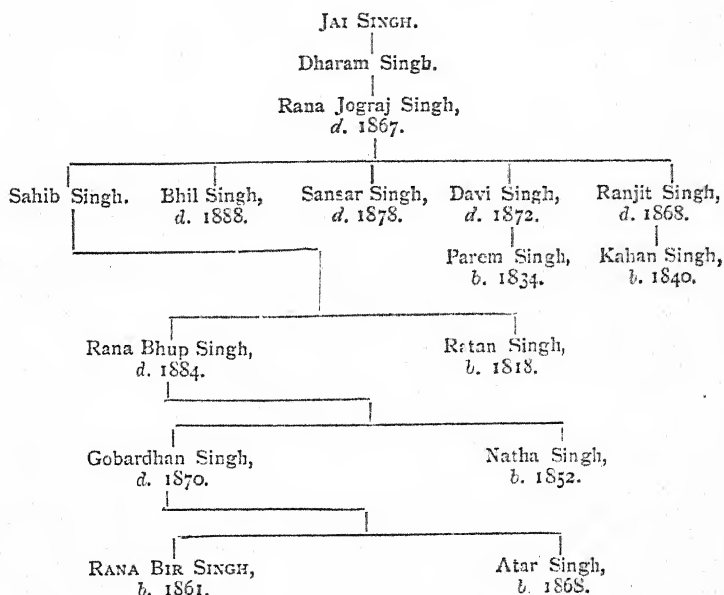 JAI SINGH.
Dharam Singh.
Rana Jograj Singh,
d. 1867.
Sahib Singh. Bhil Singh, Sansar Singh, Davi Singh, Ranjit Singh,
d. 1888. d. 1878. d. 1872. d. 1868.
Parem Singh, Kahan Singh,
b. 1834. b. 1840.
Rana Bhup Singh, Ratan Singh,
d. 1884. b. 1818.
Gobardhan Singh, Natha Singh,
d. 1870. b. 1852.
RANA BIR SINGH, Atar Singh,
b. 1861. b. 1868.